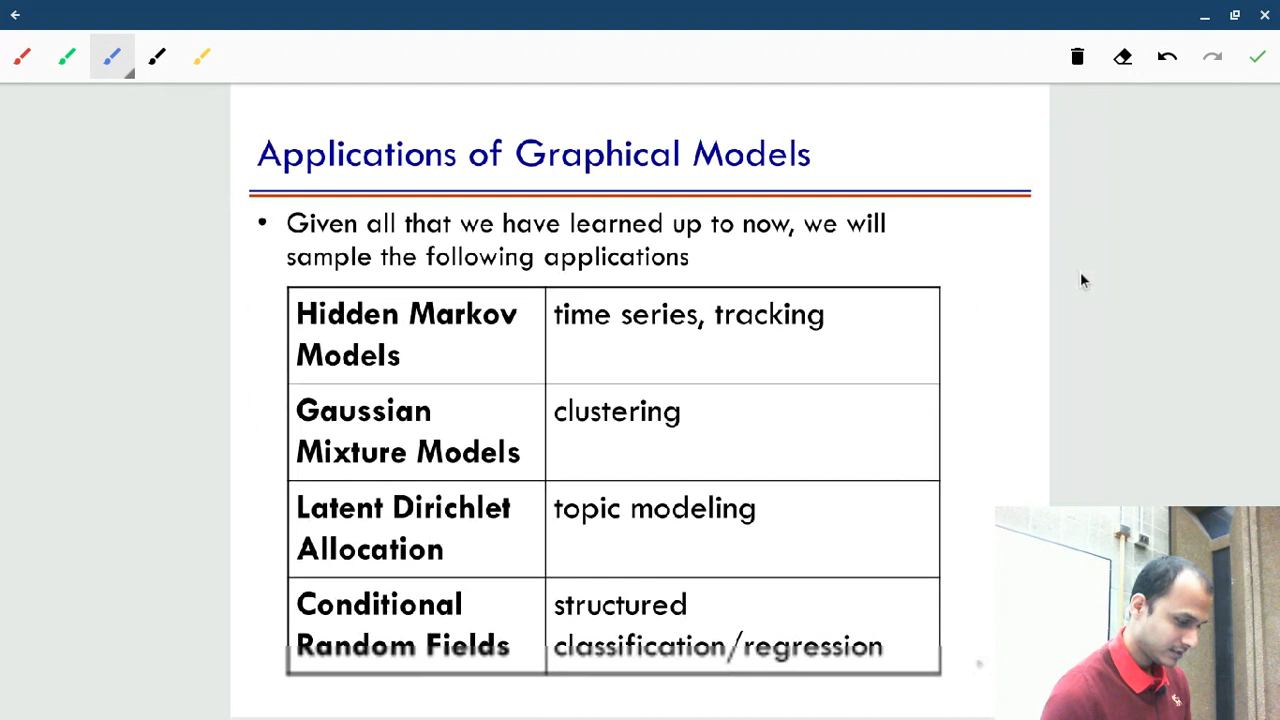 Applications of Graphical Models
• Given all that we have learned up to now, we will
sample the following applications
Hidden Markov
Models
time series, tracking
Gaussian
Mixture Models
clustering
Latent Dirichlet
Allocation
topic modeling
Conditional
Random Fields
structured
classification/regression